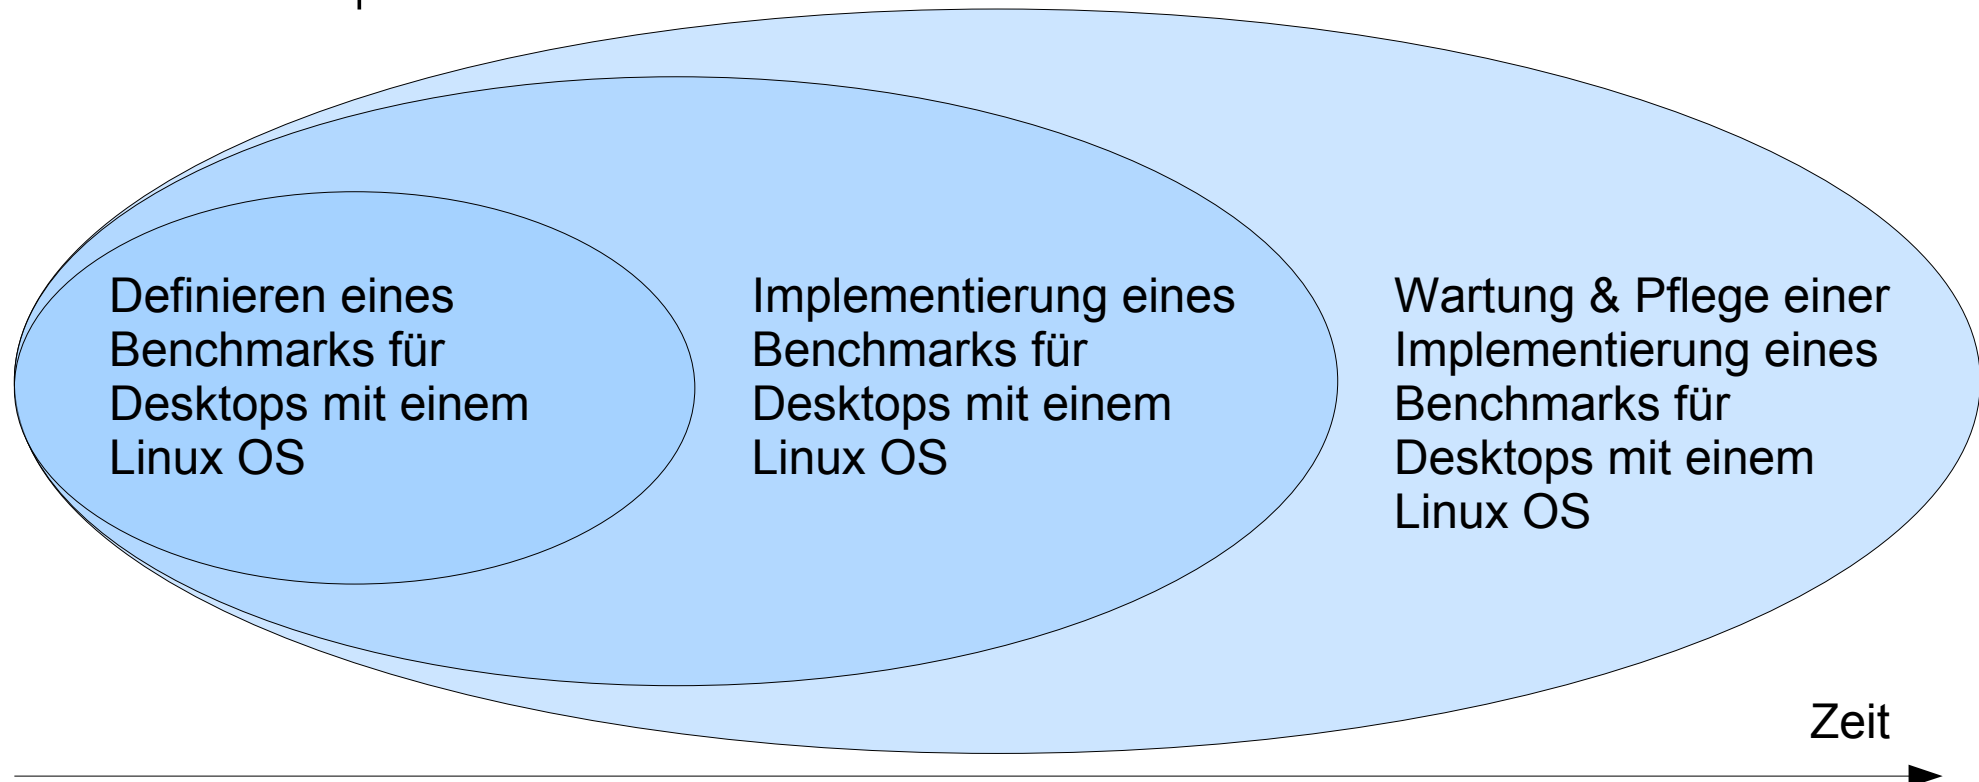 Definieren eines
Benchmarks für
Desktops mit einem
Linux OS
Implementierung eines
Benchmarks für
Desktops mit einem
Linux OS
Wartung & Pflege einer
Implementierung eines
Benchmarks für
Desktops mit einem
Linux OS
Zeit